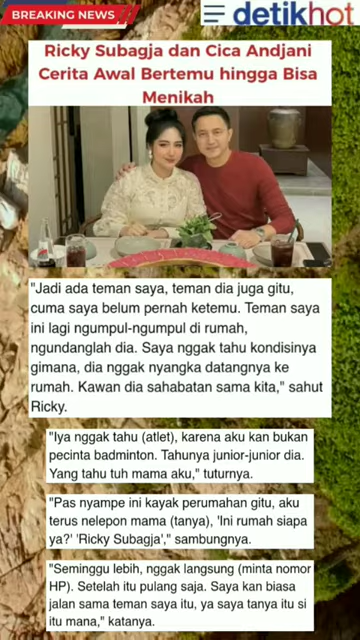 BREAKING NEWS
detikhot
Ricky Subagja dan Cica Andjani
Cerita Awal Bertemu hingga Bisa
Menikah
"Jadi ada teman saya, teman dia juga gitu,
cuma saya belum pernah ketemu. Teman saya
ini lagi ngumpul-ngumpul di rumah,
ngundanglah dia. Saya nggak tahu kondisinya
gimana, dia nggak nyangka datangnya ke
rumah. Kawan dia sahabatan sama kita," sahut
Ricky.
"Iya nggak tahu (atlet), karena aku kan bukan
pecinta badminton. Tahunya junior-junior dia.
Yang tahu tuh mama aku," tuturnya.
"Pas nyampe ini kayak perumahan gitu, aku
terus nelepon mama (tanya), 'Ini rumah siapa
ya?' 'Ricky Subagja'," sambungnya.
"Seminggu lebih, nggak langsung (minta nomor
HP). Setelah itu pulang saja. Saya kan biasa
jalan sama teman saya itu, ya saya tanya itu si
itu mana," katanya.